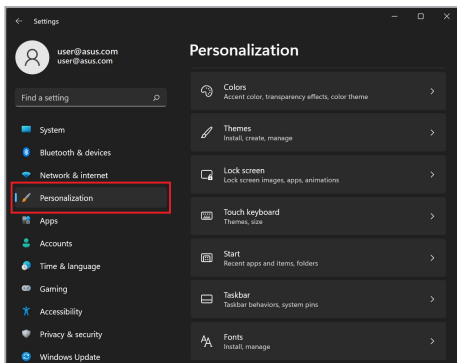 Settings
user@asus.com
user@asus.com
Find a setting
System
Bluetooth & devices
Network & internet
Personalization
Apps
Accounts
Time & language
Gaming
Accessibility
Privacy & security
Windows Update
Personalization
Colors
Accent color, transparency effects, color theme
Themes
Install, create, manage
Lock screen
Lock screen images, apps, animations
Touch keyboard
Themes, size
Start
Recent apps and items, folders
Taskbar
Taskbar behaviors, system pins
Fonts
Install, manage